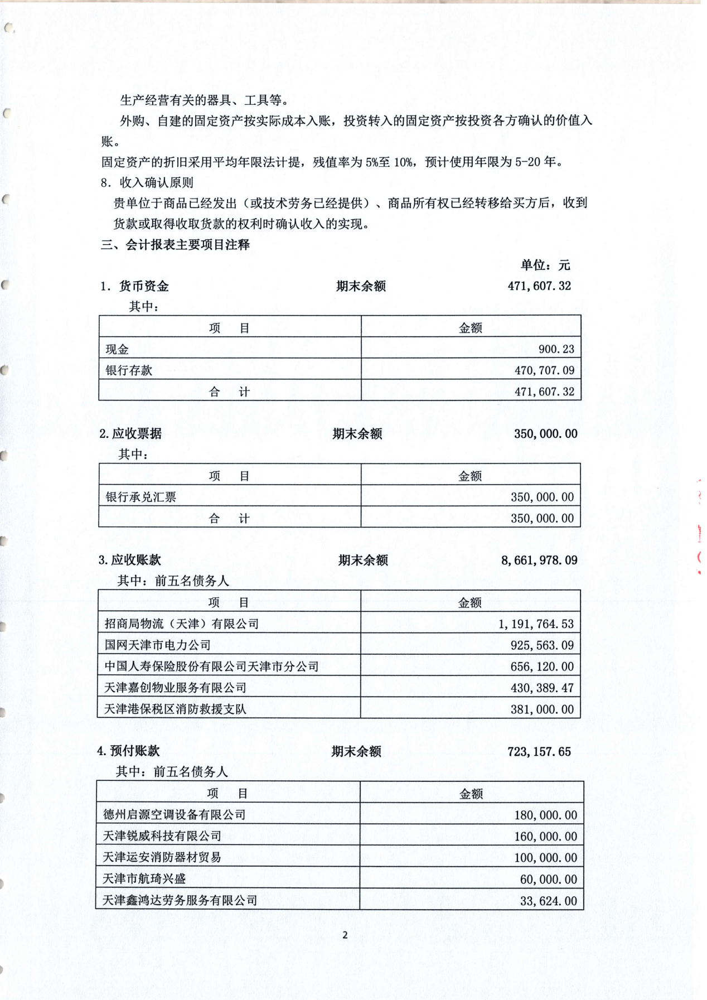 生产经营有关的器具、工具等。
外购、自建的固定资产按实际成本入账，投资转入的固定资产按投资各方确认的价值入
账。
固定资产的折旧采用平均年限法计提，残值率为 5%至 10%，预计使用年限为 5-20 年。
8. 收入确认原则
贵单位于商品已经发出（或技术劳务已经提供）、商品所有权已经转移给买方后，收到
货款或取得收取货款的权利时确认收入的实现。
三、会计报表主要项目注释
单位：元
1. 货币资金 期末余额 471,607.32
其中：
项 目 金额
现金 900.23
银行存款 470,707.09
合 计 471,607.32
2.应收票据 期末余额 350,000.00
其中：
项 目 金额
银行承兑汇票 350,000.00
合 计 350,000.00
3.应收账款 期末余额 8,661,978.09
其中：前五名债务人
项 目 金额
招商局物流（天津）有限公司 1,191,764.53
国网天津市电力公司 925,563.09
中国人寿保险股份有限公司天津市分公司 656,120.00
天津嘉创物业服务有限公司 430,389.47
天津港保税区消防救援支队 381,000.00
4.预付账款 期末余额 723,157.65
其中：前五名债务人
项 目 金额
德州启源空调设备有限公司 180,000.00
天津锐威科技有限公司 160,000.00
天津运安消防器材贸易 100,000.00
天津市航琦兴盛 60,000.00
天津鑫鸿达劳务服务有限公司 33,624.00
2